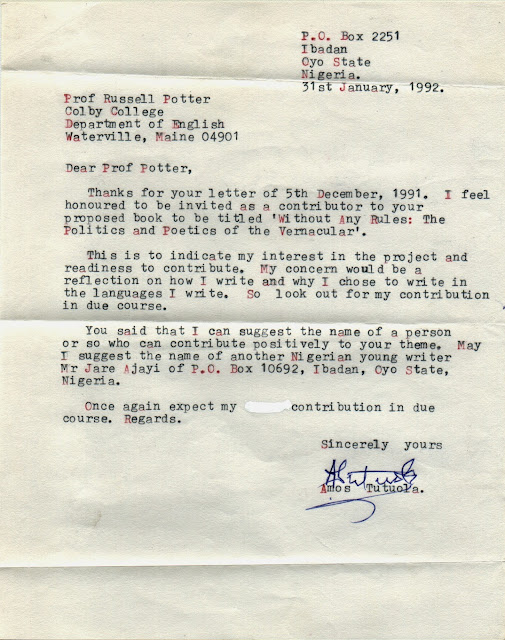 P.O. Box 2251
Ibadan
Oyo State
Nigeria.
31st January, 1992.
Prof Russell Potter
Colby College
Department of English
Waterville, Maine 04901
Dear Prof Potter,
Thanks for your letter of 5th December, 1991. I feel
honoured to be invited as a contributor to your
proposed book to be titled 'Without Any Rules: The
Politics and Poetics of the Vernacular'.
This is to indicate my interest in the project and
readiness to contribute. My concern would be a
reflection on how I write and why I chose to write in
the languages I write. So look out for my contribution
in due course.
You said that I can suggest the name of a person
or so who can contribute positively to your theme. May
I suggest the name of another Nigerian young writer
Mr Jare Ajayi of P.O. Box 10692, Ibadan, Oyo State,
Nigeria.
Once again expect my contribution in due
course. Regards.
Sincerely yours
Amos Tutuola.